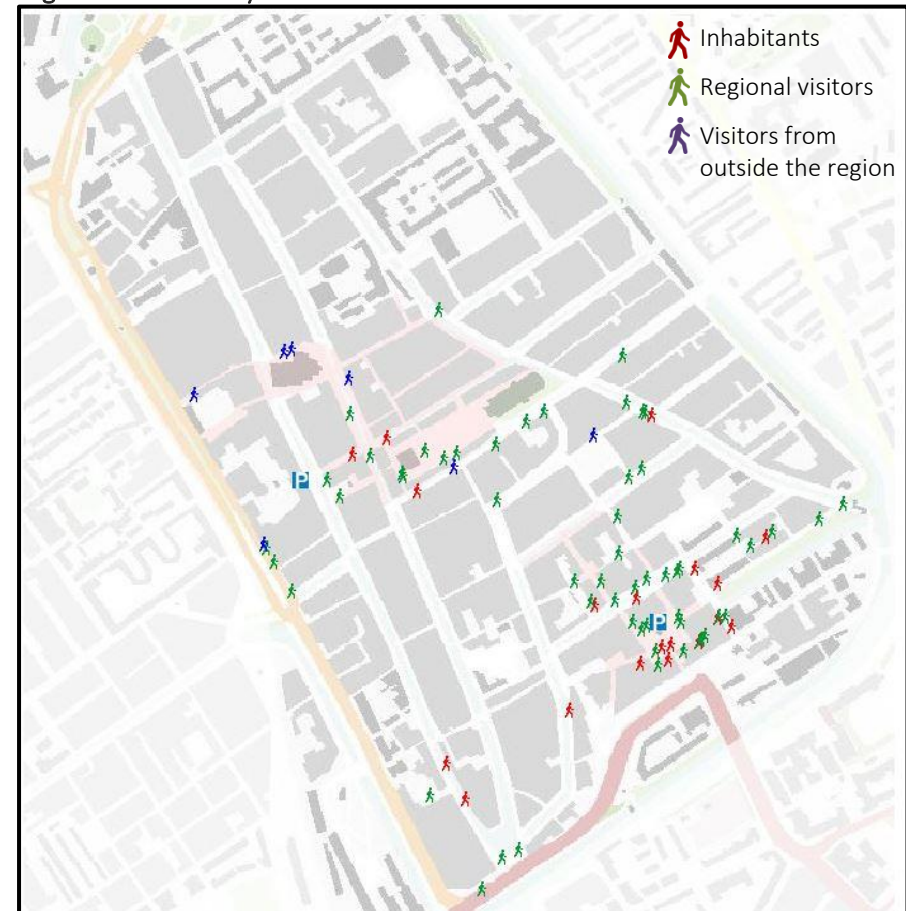 Inhabitants
Regional visitors
Visitors from
outside the region
P
P